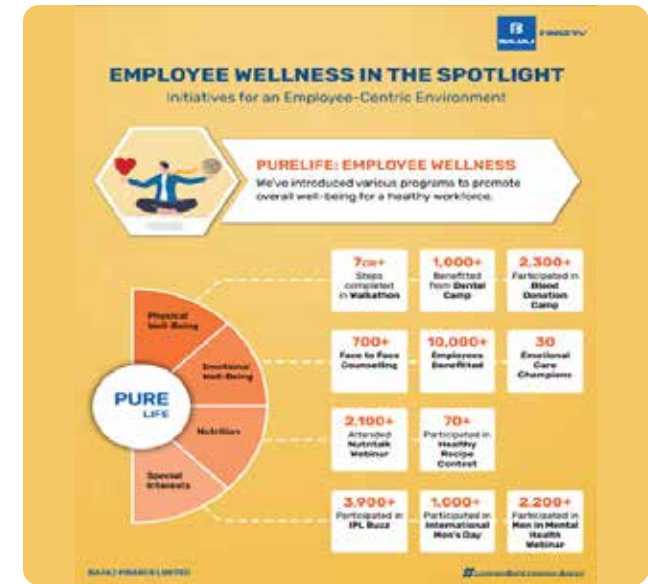 B
BAJAJ
FINSERV
EMPLOYEE WELLNESS IN THE SPOTLIGHT
Initiatives for an Employee-Centric Environment
PURELIFE: EMPLOYEE WELLNESS
We've introduced various programs to promote
overall well-being for a healthy workforce.
Physical
Well-Being
Emotional
Well-Being
PURE
LIFE
Nutrition
Special
Interests
7CR+
Steps
completed
in Walkathon
1,000+
Benefitted
from Dental
Camp
2,300+
Participated in
Blood
Donation
Camp
700+
Face to Face
Counselling
10,000+
Employees
Benefitted
30
Emotional
Care
Champions
2,100+
Attended
Nutritalk
Webinar
70+
Participated in
Healthy
Recipe
Contest
3,900+
Participated in
IPL Buzz
1,000+
Participated in
International
Men's Day
2,200+
Participated in
Men in Mental
Health
Webinar
BAJAJ FINANCE LIMITED